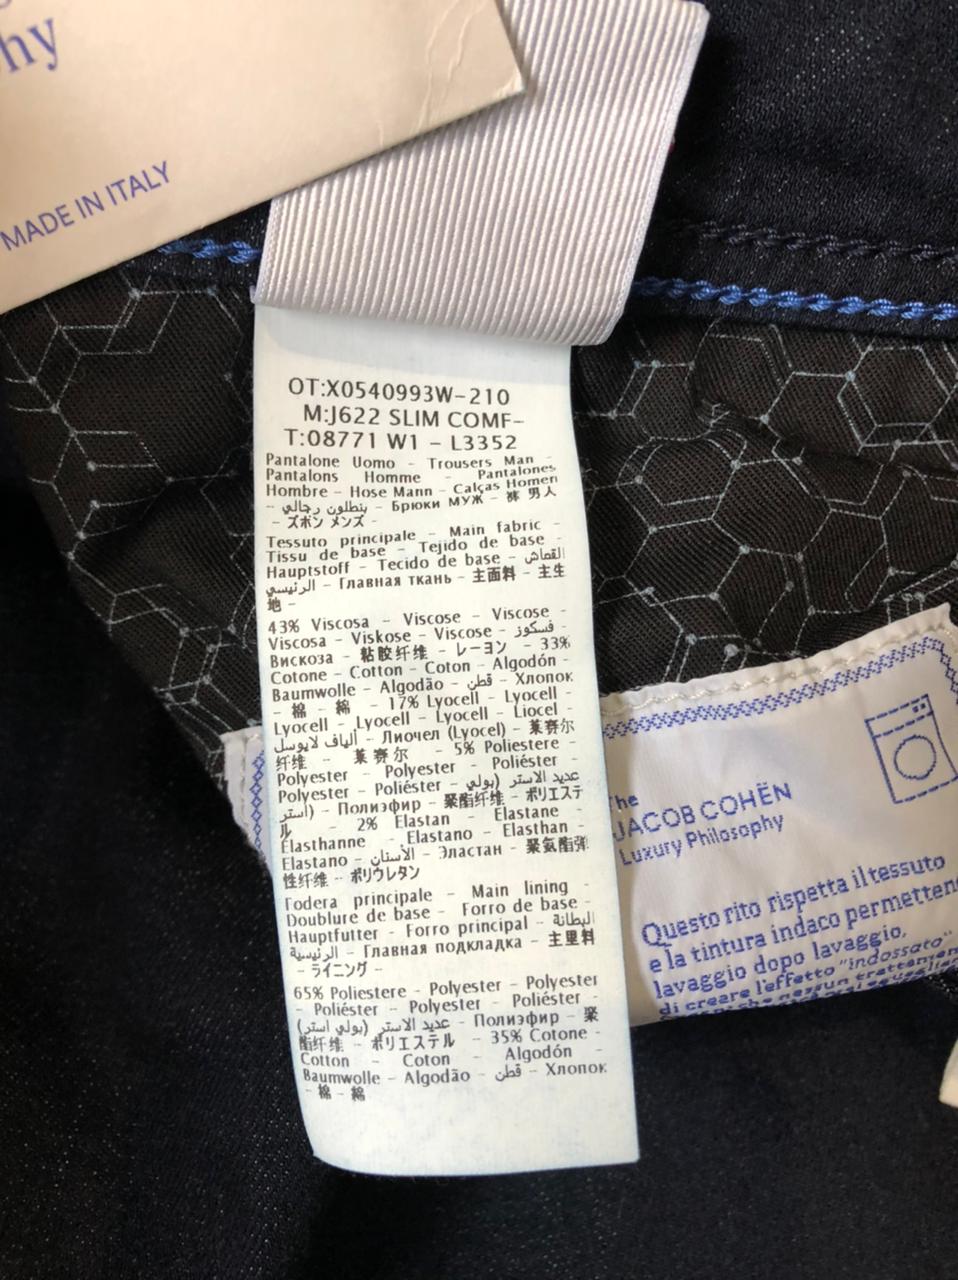 hy
MADE IN ITALY
OT:X0540993W-210
M:J622 SLIM COMF-
T:08771 W1 - L3352
Pantalone Uomo - Trousers Man -
Pantalons Homme - Pantalones
Hombre - Hose Mann - Calças Homen
- بنطلون رجالي - Брюки МУЖ - 裤 男人
- ズボン メンズ -
Tessuto principale - Main fabric -
Tissu de base - Tejido de base -
Hauptstoff - Tecido de base - القماش
الرئيسي - Главная ткань - 主面料 - 主生
地 -
43% Viscosa - Viscose - Viscose -
Viscosa - Viskose - Viscose - فسكوز -
Вискоза - 粘胶纤维 - レーヨン - 33%
Cotone - Cotton - Coton - Algodón -
Baumwolle - Algodão - قطن - Хлопок
- 棉 - 綿 - 17% Lyocell - Lyocell -
Lyocell - Lyocell - Lyocell - Liocel -
ألياف لايوسل - Лиочел (Lyocel) - 莱赛尔
纤维 - 莱赛尔 - 5% Poliestere -
Polyester - Polyester - Poliéster -
Polyester - Poliéster - عديد الاستر (بولي
أستر) - Полиэфир - 聚酯纤维 - ポリエステ
ル - 2% Elastan - Elastane -
Élasthanne - Elastano - Elasthan -
Elastano - الأستان - Эластан - 聚氨酯弹
性纤维 - ポリウレタン
Fodera principale - Main lining -
Doublure de base - Forro de base -
Hauptfutter - Forro principal - البطانة
الرئيسية - Главная подкладка - 主里料
- ライニング -
65% Poliestere - Polyester - Polyester
- Poliéster - Polyester - Poliéster -
عديد الاستر (بولي استر) - Полиэфир - 聚
酯纤维 - ポリエステル - 35% Cotone -
Cotton - Coton - Algodón -
Baumwolle - Algodão - قطن - Хлопок
- 棉 - 綿
The
JACOB COHËN
Luxury Philosophy
Questo rito rispetta il tessuto
e la tintura indaco permetten
lavaggio dopo lavaggio,
di creare l'effetto "indossato"
che nessun trattamen